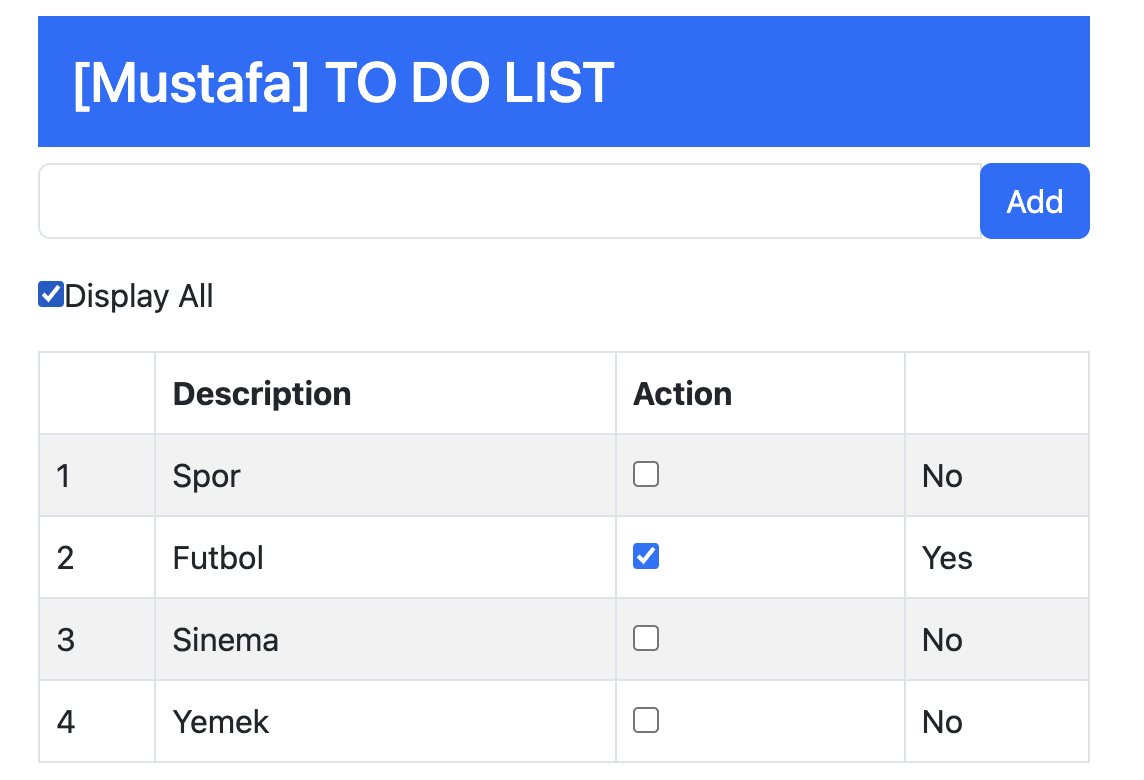 [Mustafa] TO DO LIST
Add
Display All
Description Action
1 Spor No
2 Futbol Yes
3 Sinema No
4 Yemek No